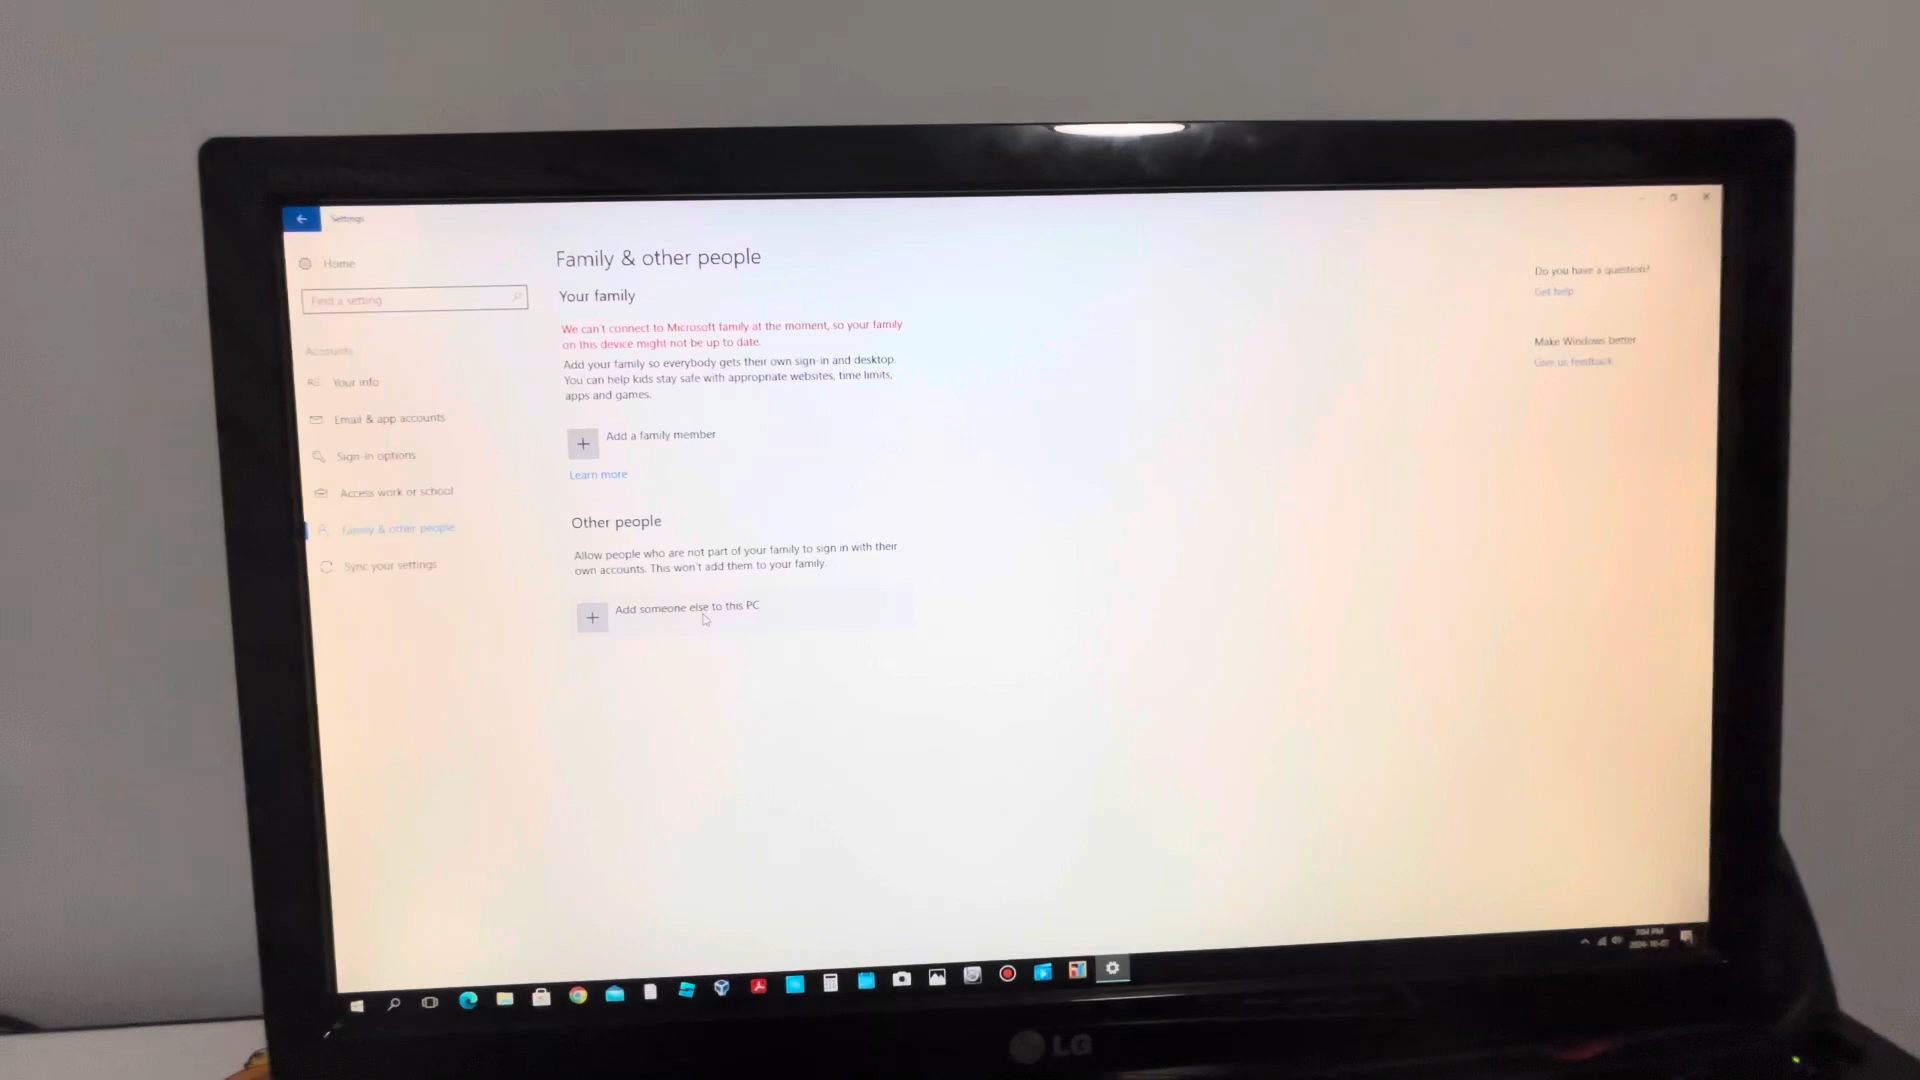 Settings
Home
Find a setting
Accounts
Your info
Email & app accounts
Sign-in options
Access work or school
Family & other people
Sync your settings
Family & other people
Your family
We can't connect to Microsoft family at the moment, so your family
on this device might not be up to date.
Add your family so everybody gets their own sign-in and desktop.
You can help kids stay safe with appropriate websites, time limits,
apps and games.
Add a family member
Learn more
Other people
Allow people who are not part of your family to sign in with their
own accounts. This won't add them to your family.
Add someone else to this PC
Do you have a question?
Get help
Make Windows better
Give us feedback
7:04 PM
2024-10-07
LG